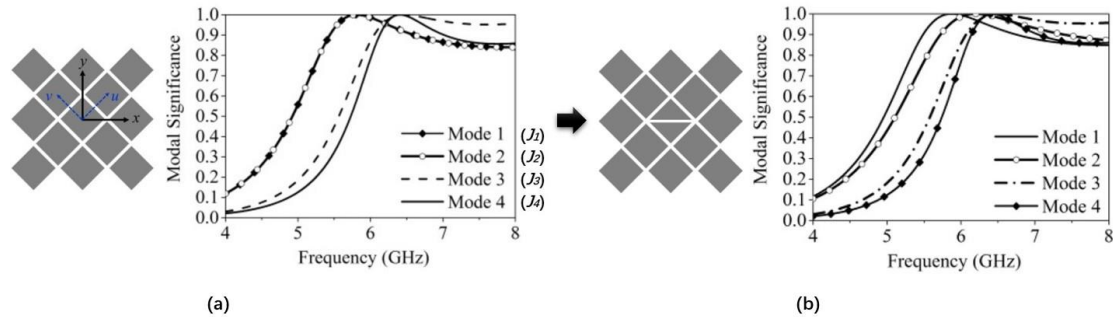 y
v
u
x
Modal Significance
1.0
0.9
0.8
0.7
0.6
0.5
0.4
0.3
0.2
0.1
0.0
Mode 1 (J1)
Mode 2 (J2)
Mode 3 (J3)
Mode 4 (J4)
4 5 6 7 8
Frequency (GHz)
(a)
Modal Significance
1.0
0.9
0.8
0.7
0.6
0.5
0.4
0.3
0.2
0.1
0.0
Mode 1
Mode 2
Mode 3
Mode 4
4 5 6 7 8
Frequency (GHz)
(b)